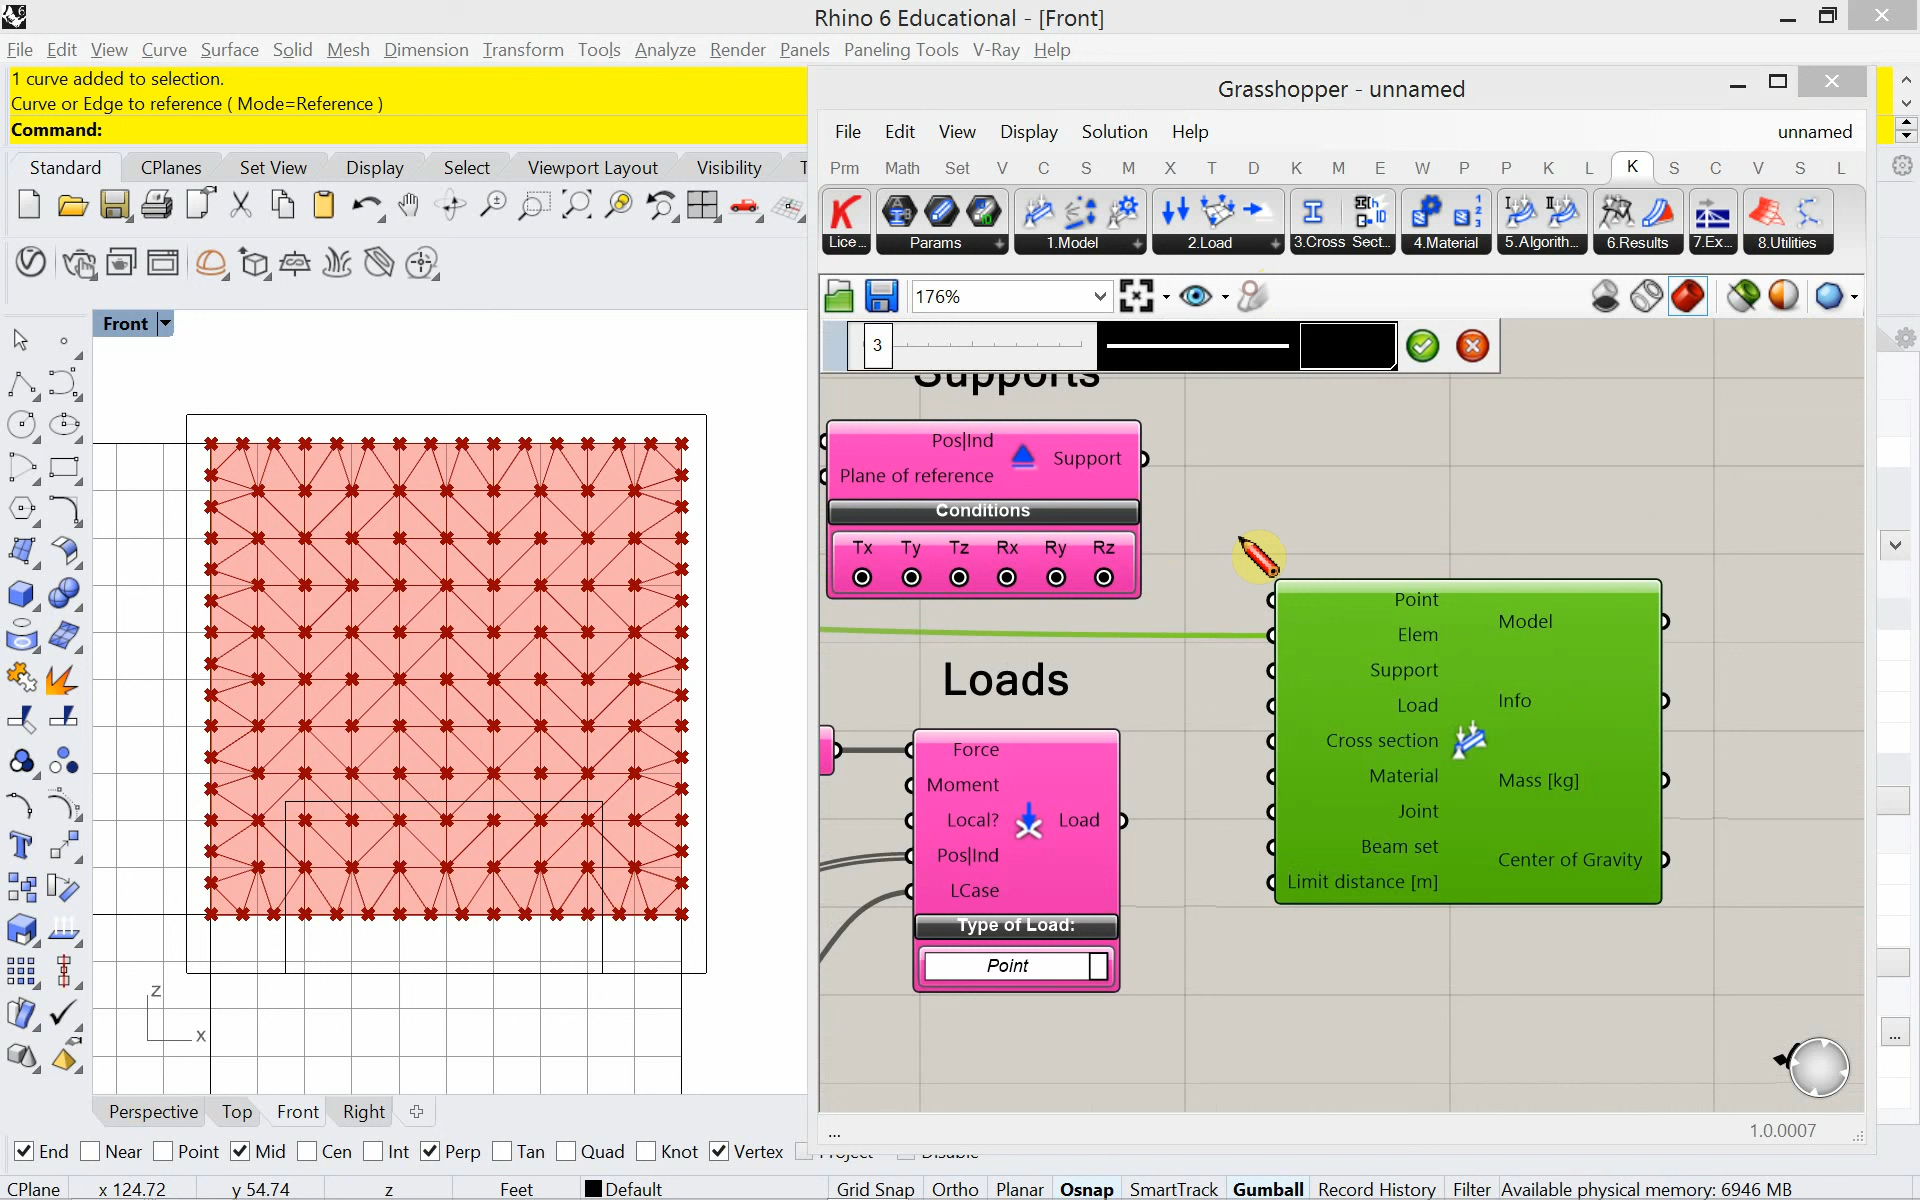 Rhino 6 Educational - [Front]
File Edit View Curve Surface Solid Mesh Dimension Transform Tools Analyze Render Panels Paneling Tools V-Ray Help
1 curve added to selection.
Curve or Edge to reference ( Mode=Reference )
Command:
Standard CPlanes Set View Display Select Viewport Layout Visibility T
Grasshopper - unnamed
File Edit View Display Solution Help unnamed
Prm Math Set V C S M X T D K M E W P P K L K S C V S L
Lice... Params 1.Model 2.Load 3.Cross Sect... 4.Material 5.Algorith... 6.Results 7.Ex... 8.Utilities
176%
3
Front
Supports
Pos|Ind
Plane of reference
Support
Conditions
Tx Ty Tz Rx Ry Rz
Loads
Force
Moment
Local?
Pos|Ind
LCase
Load
Type of Load:
Point
Point
Elem
Support
Load
Cross section
Material
Joint
Beam set
Limit distance [m]
Model
Info
Mass [kg]
Center of Gravity
z
x
Perspective Top Front Right
...
1.0.0007
End Near Point Mid Cen Int Perp Tan Quad Knot Vertex Project Disable
CPlane x 124.72 y 54.74 z Feet Default Grid Snap Ortho Planar Osnap SmartTrack Gumball Record History Filter Available physical memory: 6946 MB